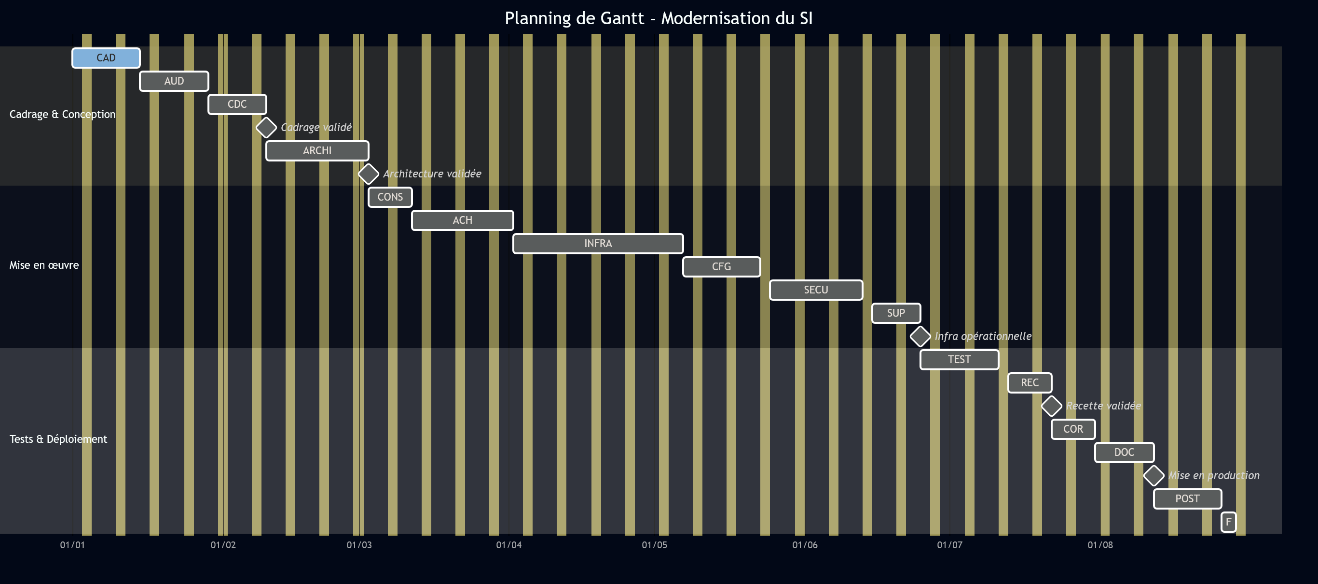 Planning de Gantt - Modernisation du SI
CAD
AUD
CDC
Cadrage & Conception
Cadrage validé
ARCHI
Architecture validée
CONS
ACH
INFRA
Mise en œuvre
CFG
SECU
SUP
Infra opérationnelle
TEST
REC
Recette validée
COR
Tests & Déploiement
DOC
Mise en production
POST
F
01/01 01/02 01/03 01/04 01/05 01/06 01/07 01/08